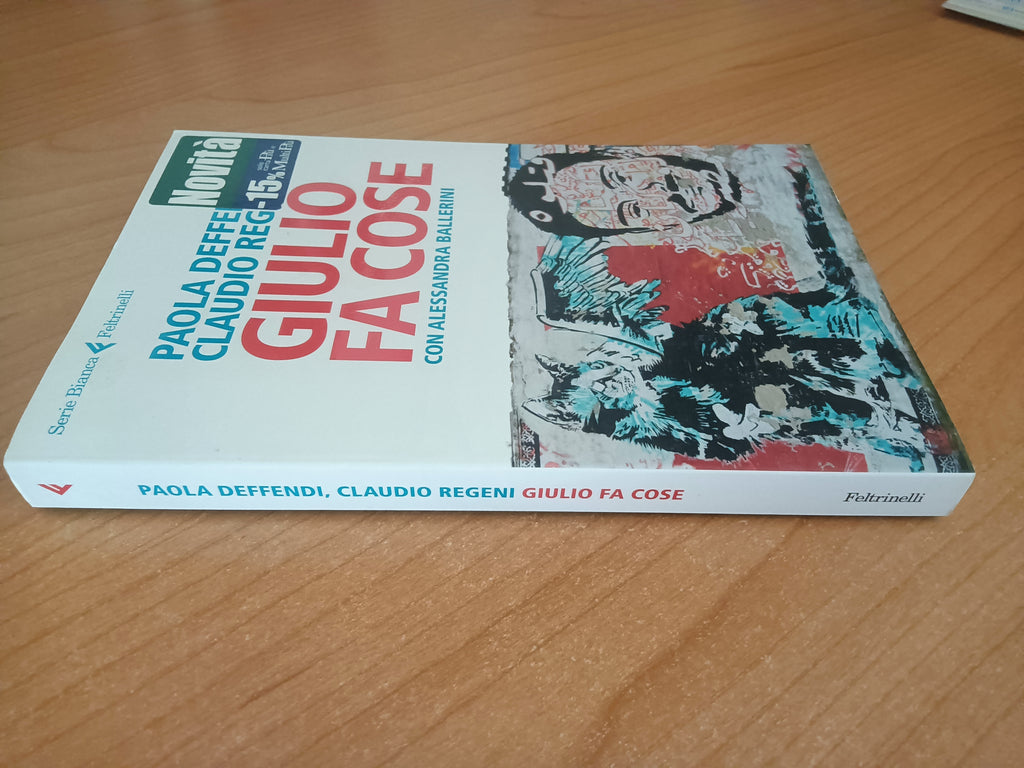 Novità
-15%
PAOLA DEFFE
CLAUDIO REG
GIULIO
FA COSE
CON ALESSANDRA BALLERINI
Serie Bianca Feltrinelli
PAOLA DEFFENDI, CLAUDIO REGENI GIULIO FA COSE
Feltrinelli